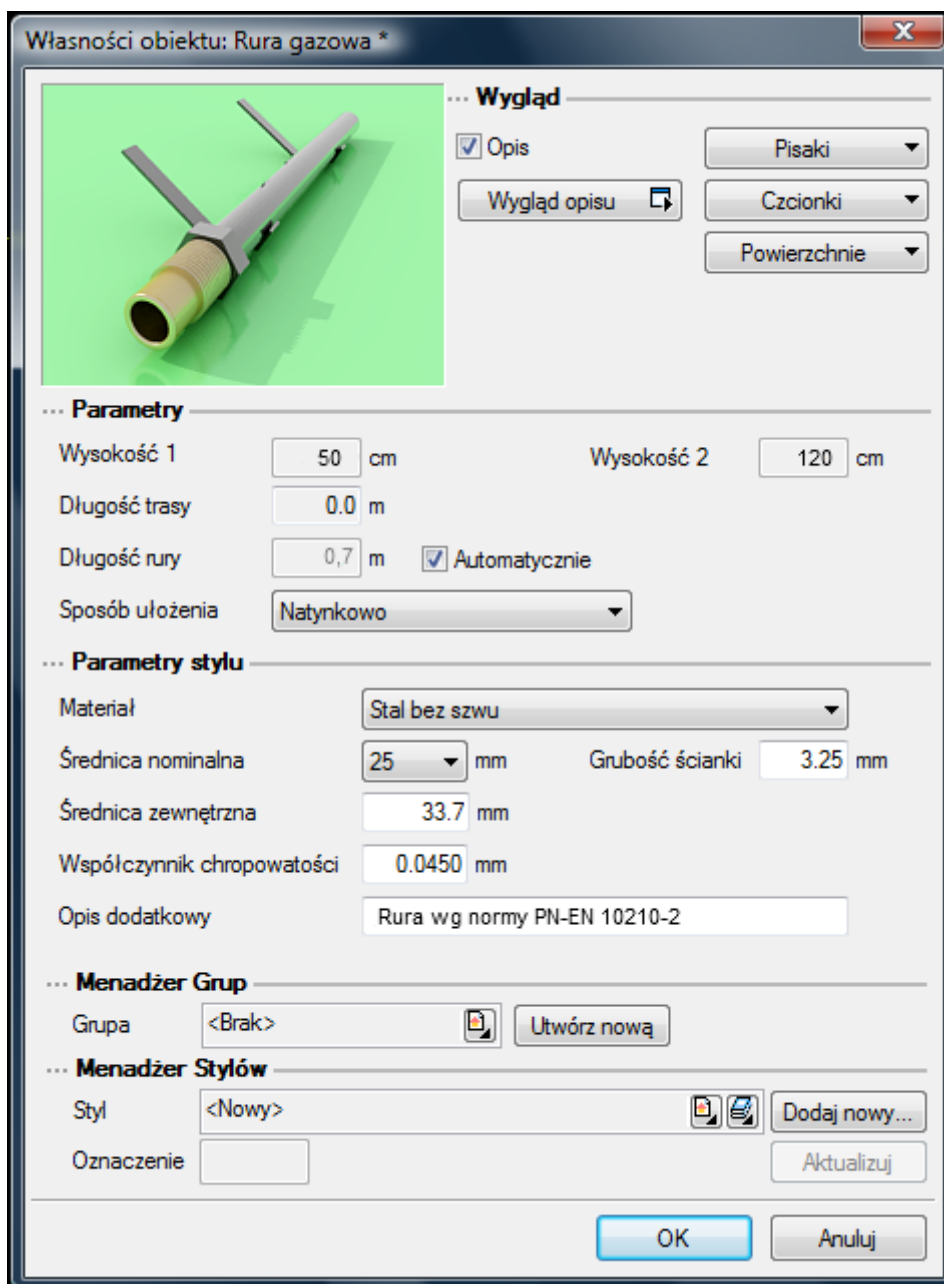 Własności obiektu: Rura gazowa *
Wygląd
Opis Pisaki
Wygląd opisu Czcionki
Powierzchnie
Parametry
Wysokość 1 50 cm Wysokość 2 120 cm
Długość trasy 0.0 m
Długość rury 0,7 m Automatycznie
Sposób ułożenia Natynkowo
Parametry stylu
Materiał Stal bez szwu
Średnica nominalna 25 mm Grubość ścianki 3.25 mm
Średnica zewnętrzna 33.7 mm
Współczynnik chropowatości 0.0450 mm
Opis dodatkowy Rura wg normy PN-EN 10210-2
Menadżer Grup
Grupa <Brak> Utwórz nową
Menadżer Stylów
Styl <Nowy> Dodaj nowy...
Oznaczenie Aktualizuj
OK Anuluj